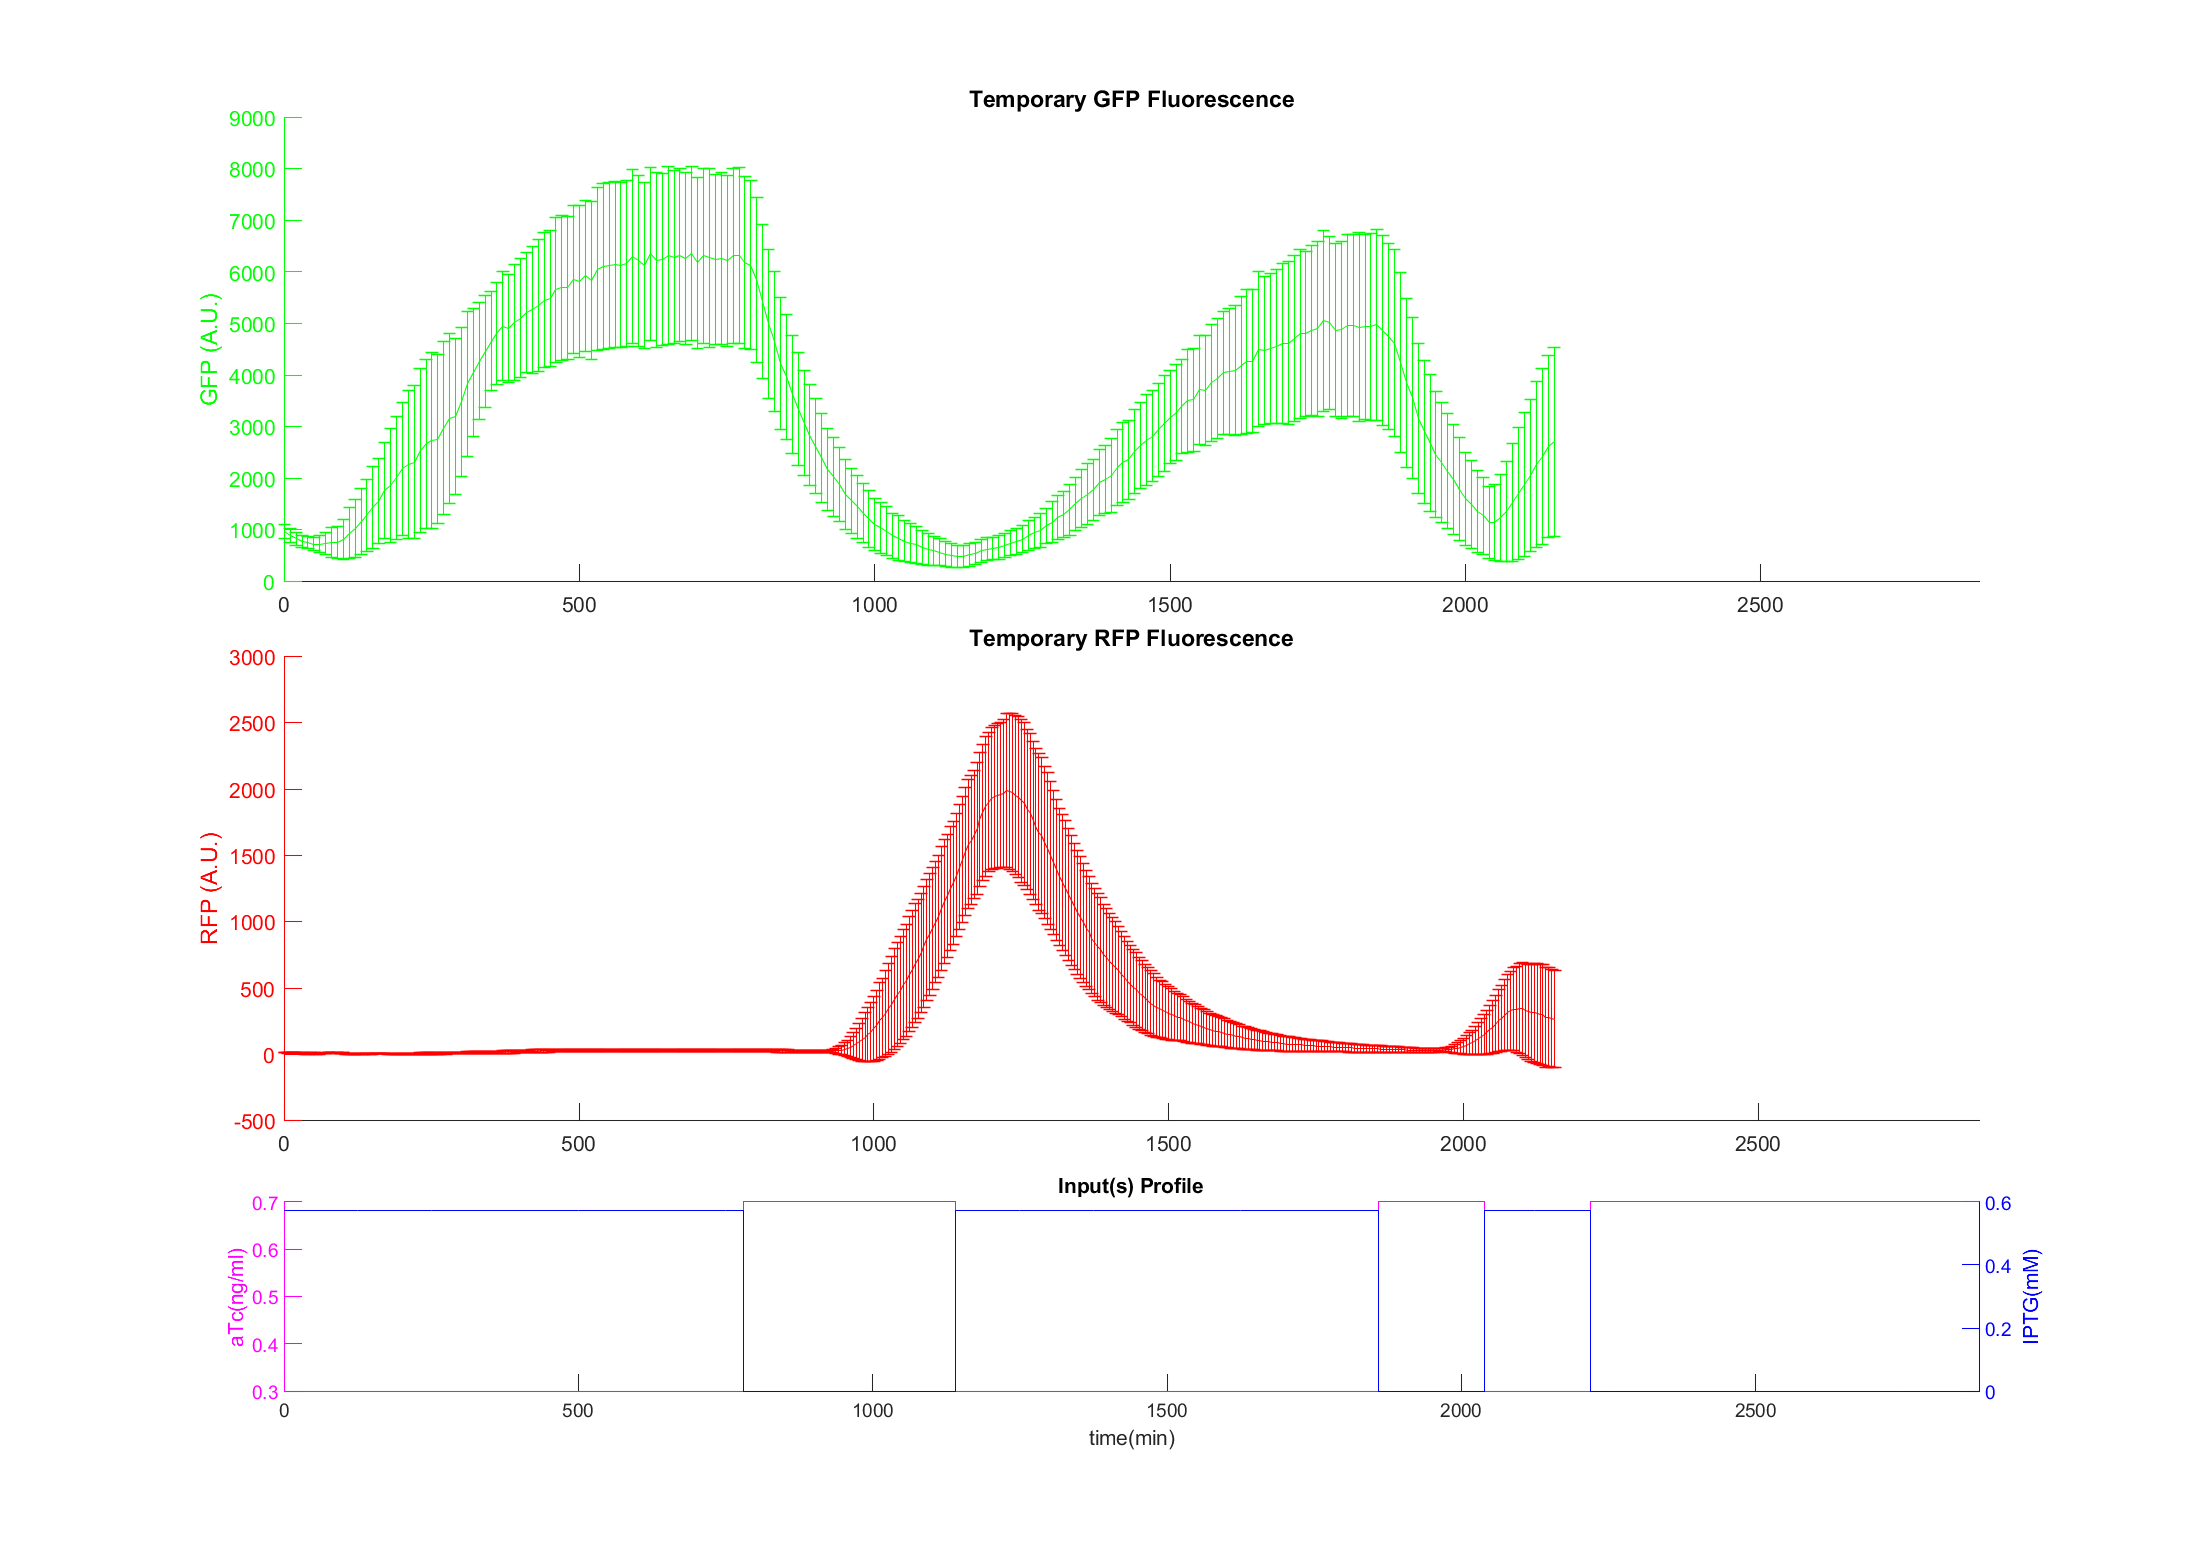 Temporary GFP Fluorescence
9000
8000
7000
6000
5000
4000
3000
2000
1000
0
GFP (A.U.)
0 500 1000 1500 2000 2500
Temporary RFP Fluorescence
3000
2500
2000
1500
1000
500
0
-500
RFP (A.U.)
0 500 1000 1500 2000 2500
Input(s) Profile
0.7
0.6
0.5
0.4
0.3
aTc(ng/ml)
0.6
0.4
0.2
0
IPTG(mM)
0 500 1000 1500 2000 2500
time(min)